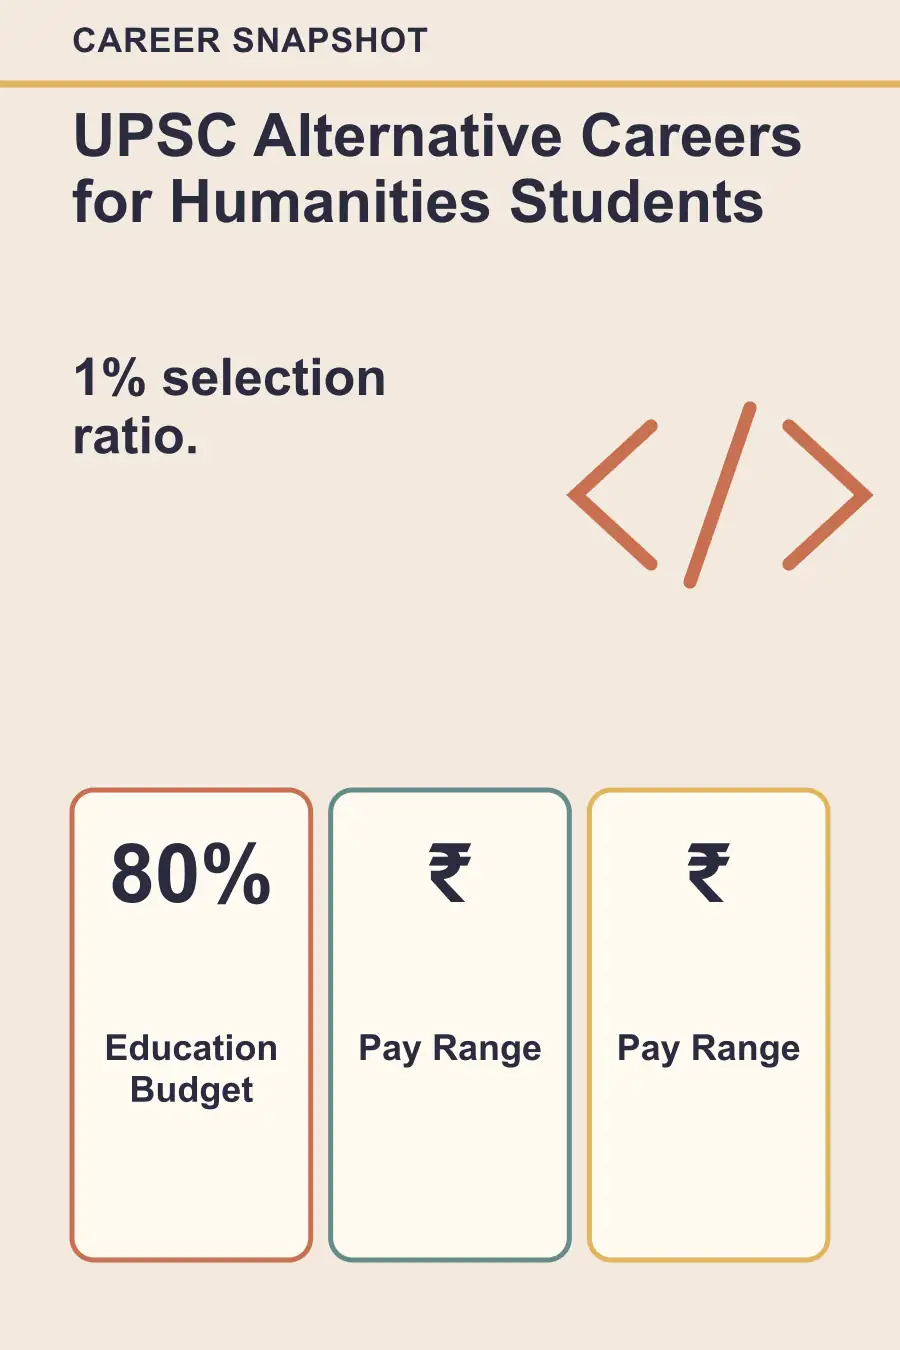 CAREER SNAPSHOT
UPSC Alternative Careers
for Humanities Students
1% selection
ratio.
80%
Education
Budget
₹
Pay Range
₹
Pay Range